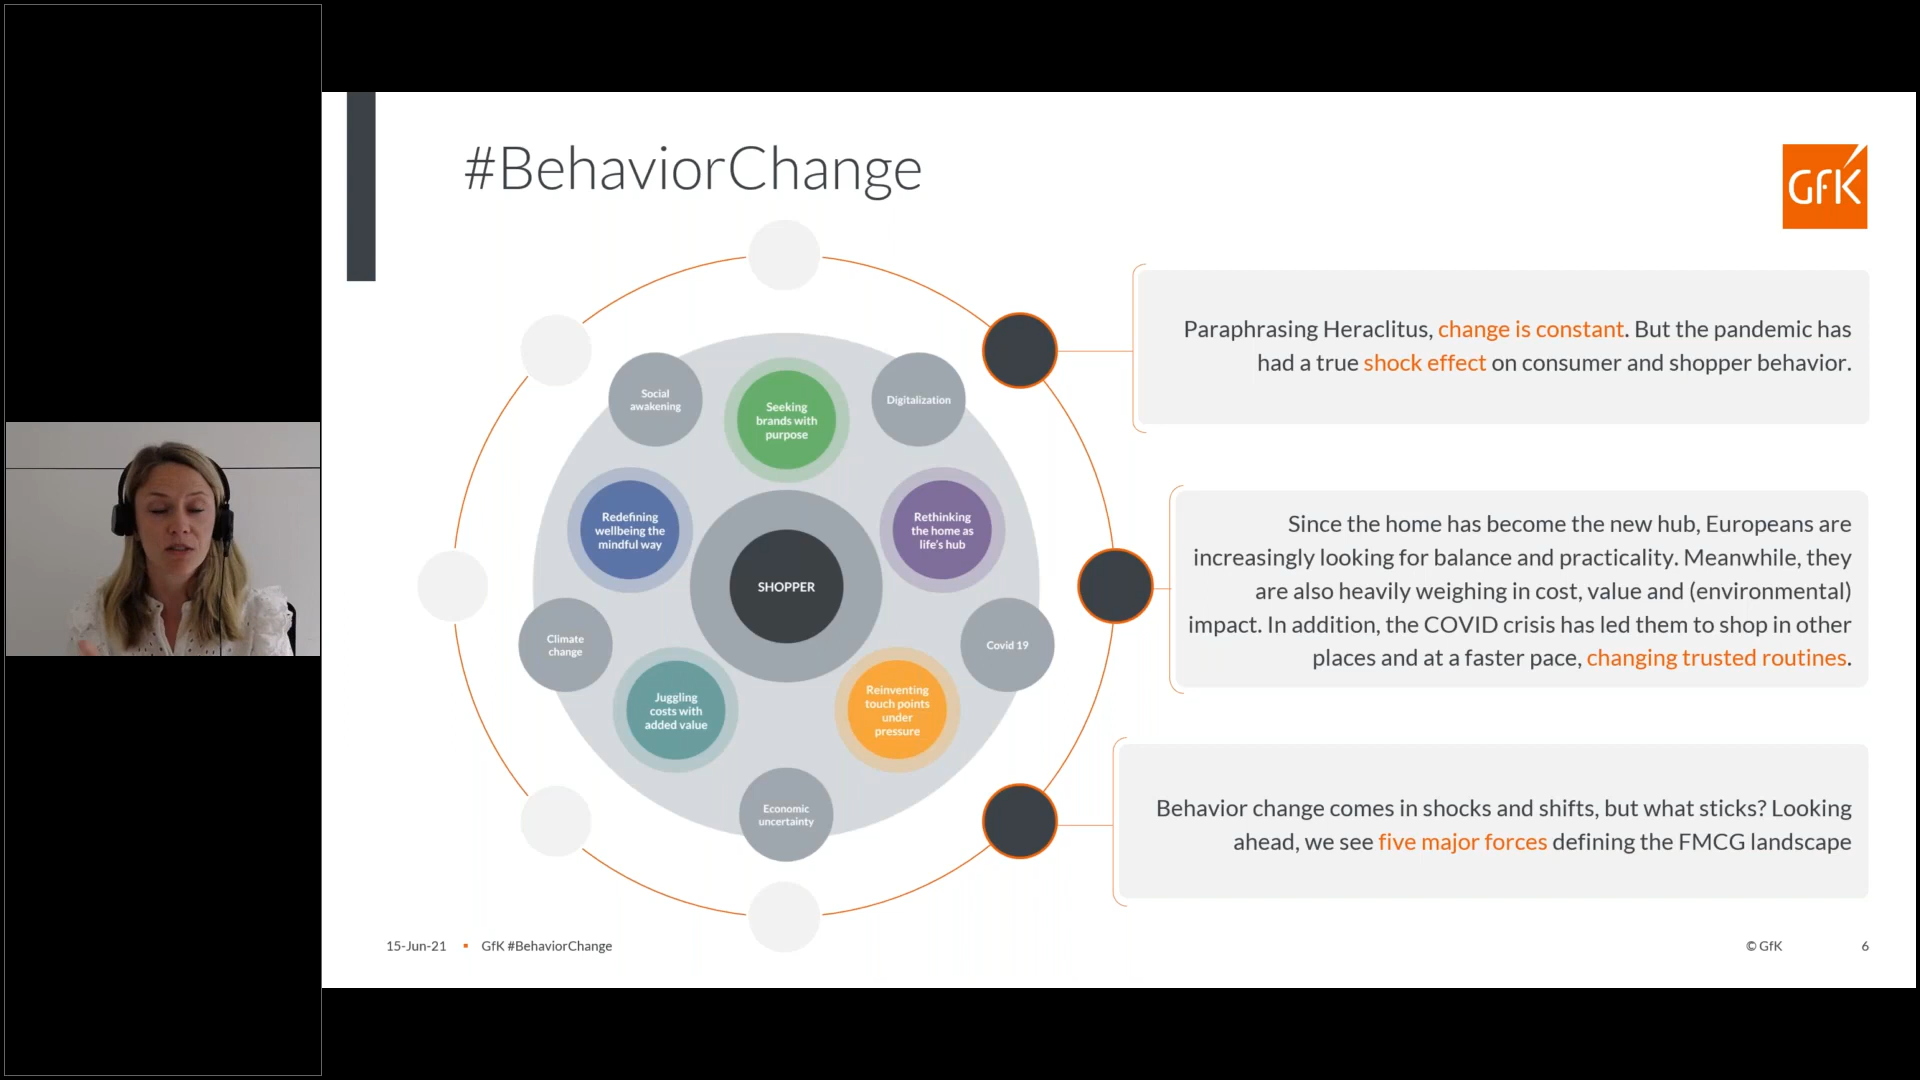 #BehaviorChange
GfK
Social
awakening
Seeking
brands with
purpose
Digitalization
Redefining
wellbeing the
mindful way
Rethinking
the home as
life's hub
SHOPPER
Climate
change
Covid 19
Juggling
costs with
added value
Reinventing
touch points
under
pressure
Economic
uncertainty
Paraphrasing Heraclitus, change is constant. But the pandemic has
had a true shock effect on consumer and shopper behavior.
Since the home has become the new hub, Europeans are
increasingly looking for balance and practicality. Meanwhile, they
are also heavily weighing in cost, value and (environmental)
impact. In addition, the COVID crisis has led them to shop in other
places and at a faster pace, changing trusted routines.
Behavior change comes in shocks and shifts, but what sticks? Looking
ahead, we see five major forces defining the FMCG landscape
15-Jun-21 ▪ GfK #BehaviorChange
© GfK 6